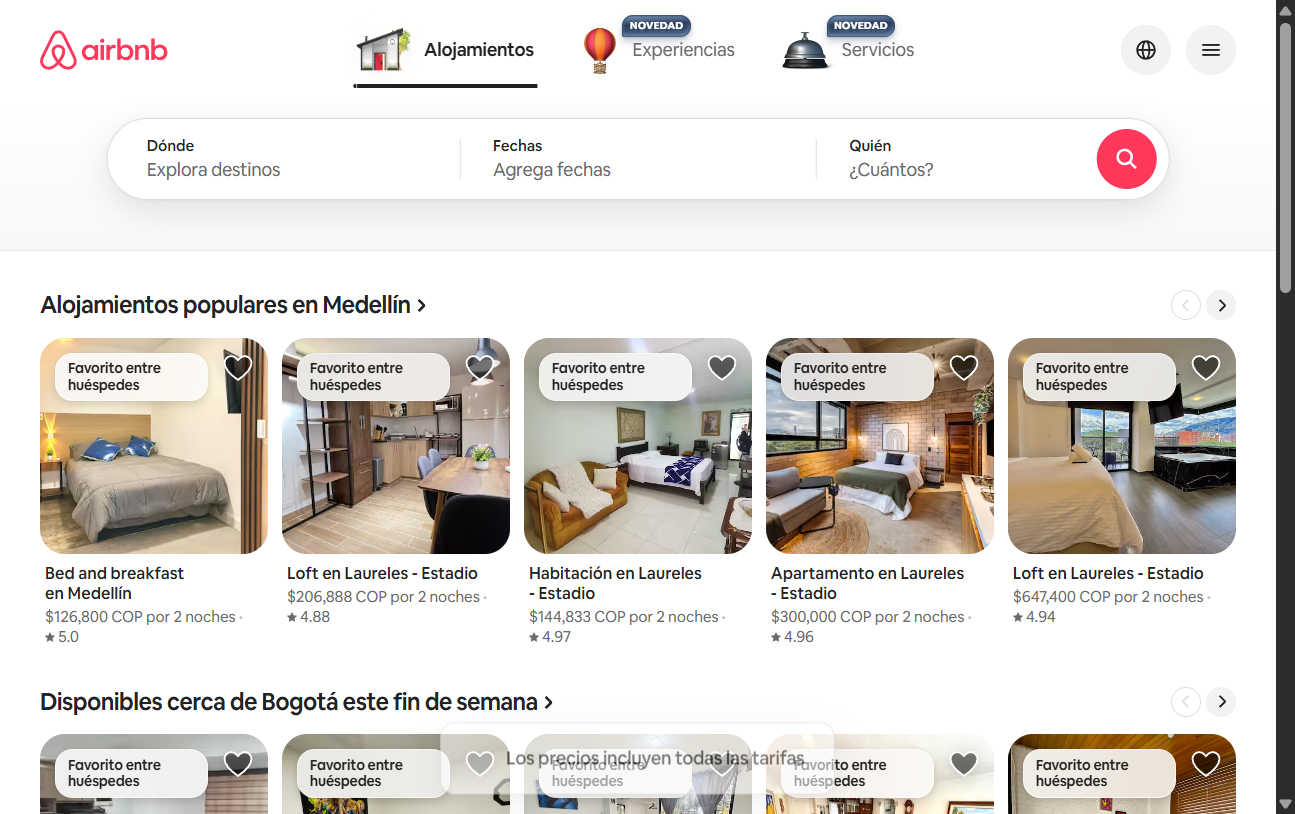 airbnb
Alojamientos
NOVEDAD
Experiencias
NOVEDAD
Servicios
Dónde
Explora destinos
Fechas
Agrega fechas
Quién
¿Cuántos?
Alojamientos populares en Medellín
Favorito entre
huéspedes
Favorito entre
huéspedes
Favorito entre
huéspedes
Favorito entre
huéspedes
Favorito entre
huéspedes
Bed and breakfast
en Medellín
$126,800 COP por 2 noches ·
★ 5.0
Loft en Laureles - Estadio
$206,888 COP por 2 noches ·
★ 4.88
Habitación en Laureles
- Estadio
$144,833 COP por 2 noches ·
★ 4.97
Apartamento en Laureles
- Estadio
$300,000 COP por 2 noches ·
★ 4.96
Loft en Laureles - Estadio
$647,400 COP por 2 noches ·
★ 4.94
Disponibles cerca de Bogotá este fin de semana
Los precios incluyen todas las tarifas
Favorito entre
huéspedes
Favorito entre
huéspedes
Favorito entre
huéspedes
Favorito entre
huéspedes
Favorito entre
huéspedes